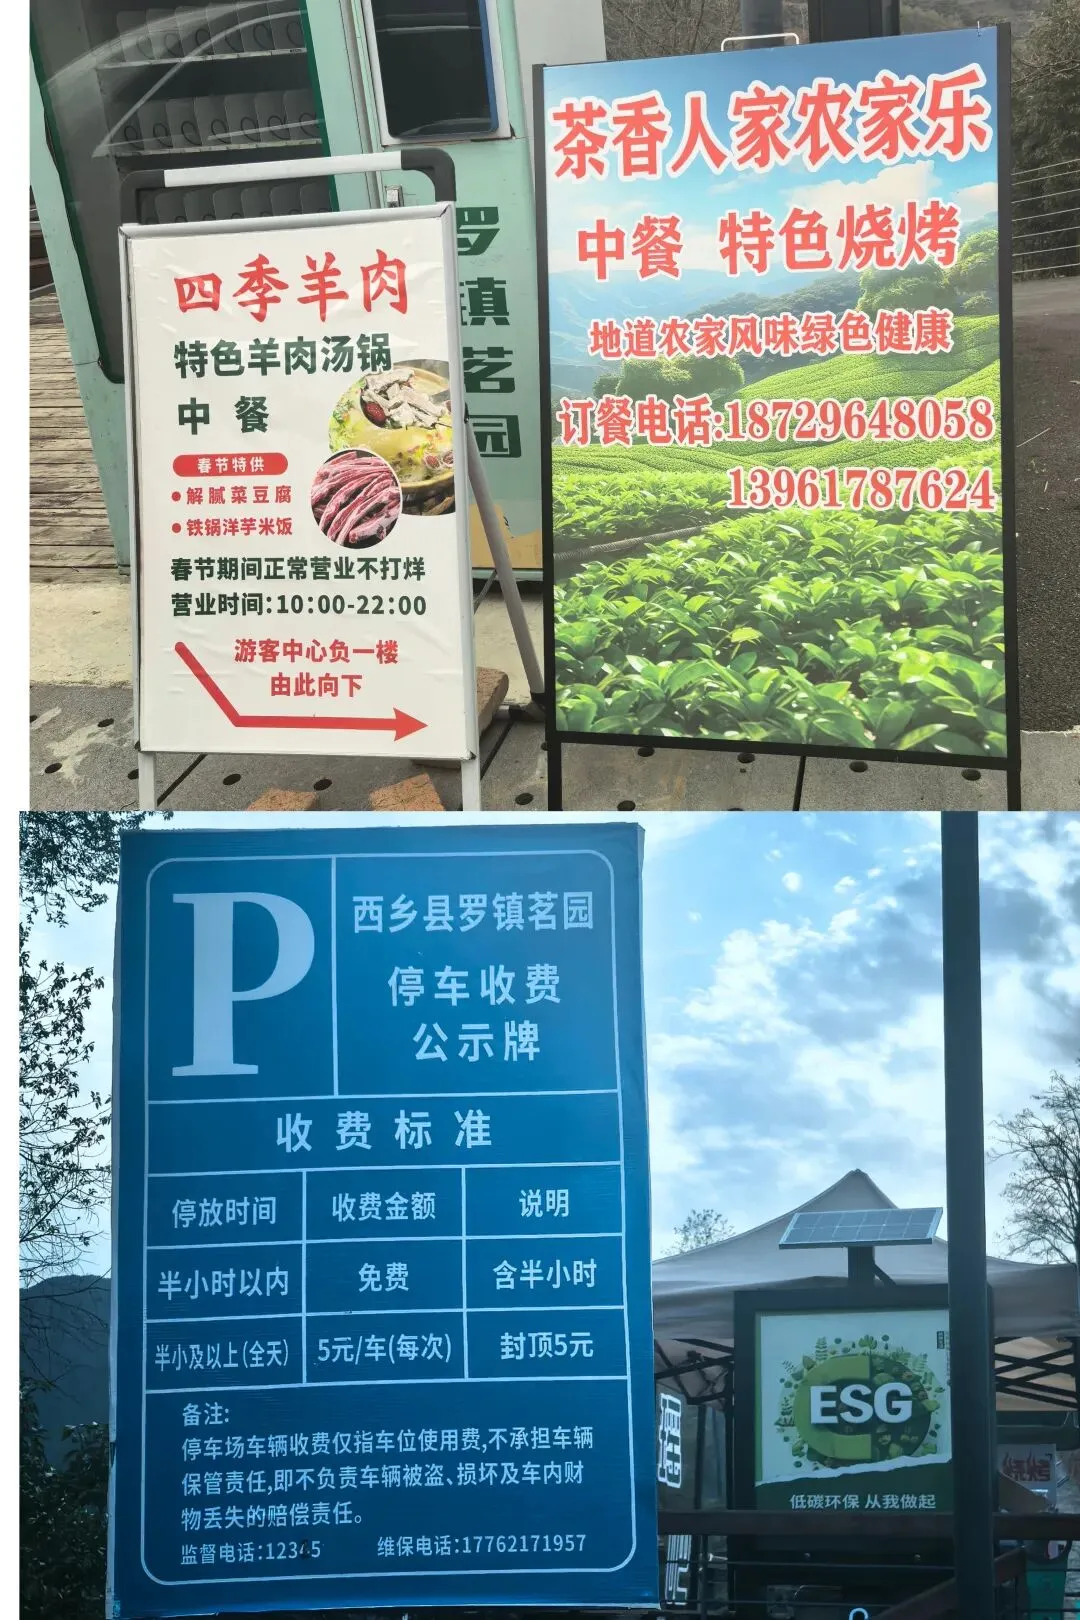 四季羊肉
特色羊肉汤锅
中餐
春节特供
●解腻菜豆腐
●铁锅洋芋米饭
春节期间正常营业不打烊
营业时间:10:00-22:00
游客中心负一楼
由此向下
罗镇茗园
茶香人家农家乐
中餐 特色烧烤
地道农家风味绿色健康
订餐电话:18729648058
13961787624
P
西乡县罗镇茗园
停车收费
公示牌
收费标准
停放时间 收费金额 说明
半小时以内 免费 含半小时
半小及以上(全天) 5元/车(每次) 封顶5元
备注:
停车场车辆收费仅指车位使用费,不承担车辆
保管责任,即不负责车辆被盗、损坏及车内财
物丢失的赔偿责任。
监督电话:12345 维保电话:17762171957
ESG
低碳环保 从我做起
烧烤